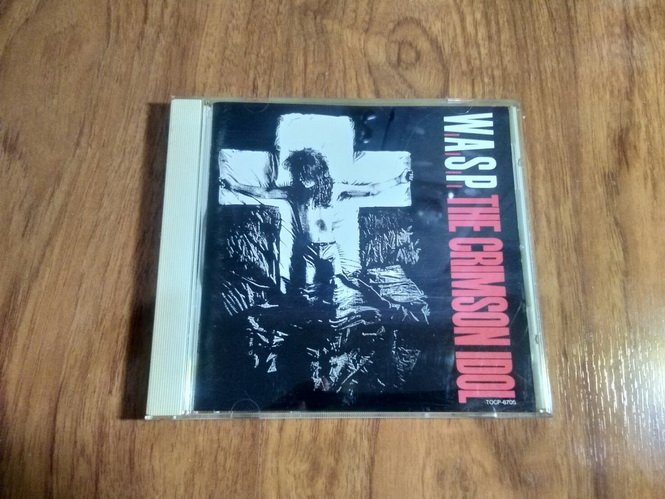 W.A.S.P.
THE CRIMSON IDOL
TOCP-6705